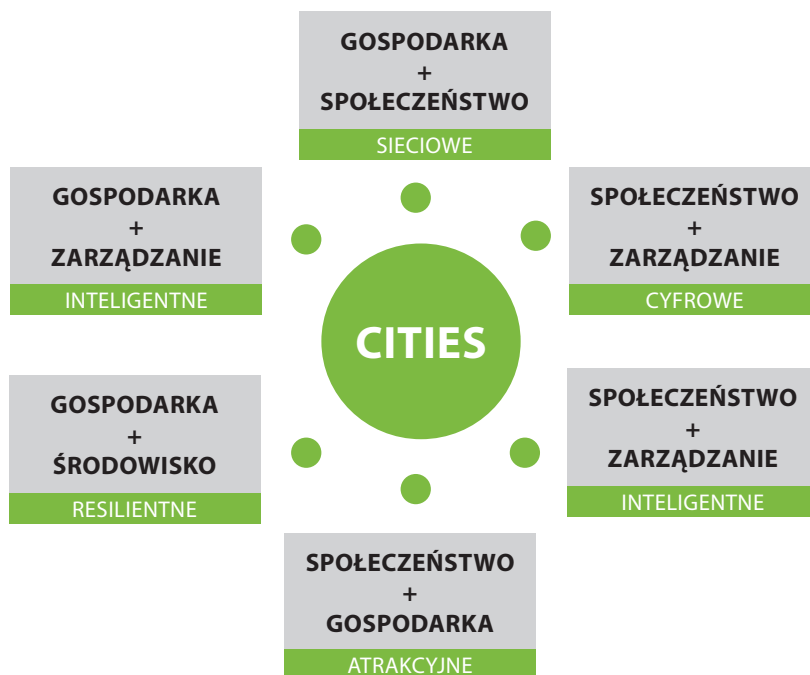 GOSPODARKA
+
SPOŁECZEŃSTWO
SIECIOWE
GOSPODARKA
+
ZARZĄDZANIE
INTELIGENTNE
SPOŁECZEŃSTWO
+
ZARZĄDZANIE
CYFROWE
CITIES
GOSPODARKA
+
ŚRODOWISKO
RESILIENTNE
SPOŁECZEŃSTWO
+
ZARZĄDZANIE
INTELIGENTNE
SPOŁECZEŃSTWO
+
GOSPODARKA
ATRAKCYJNE